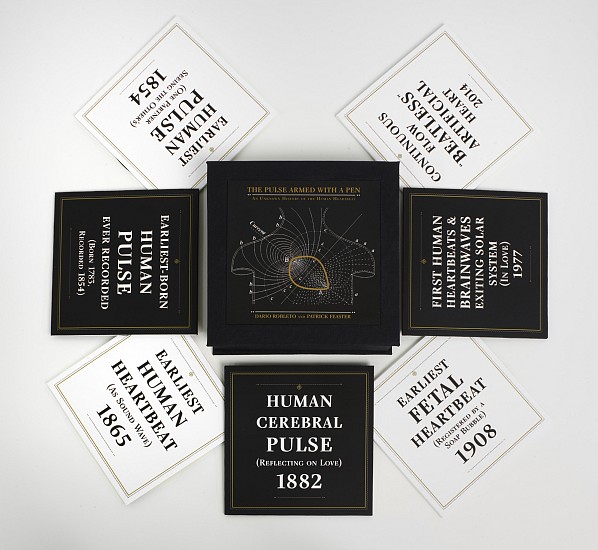 THE PULSE ARMED WITH A PEN
AN UNKNOWN HISTORY OF THE HUMAN HEARTBEAT
Current
DARIO ROBLETO AND PATRICK FEASTER
EARLIEST
HUMAN
PULSE
(ONE PARTNER
SEEING THE OTHER'S)
1854
CONTINUOUS
FLOW
"BEATLESS"
ARTIFICIAL
HEART
2014
EARLIEST-BORN
HUMAN
PULSE
EVER RECORDED
(BORN 1783,
RECORDED 1854)
FIRST HUMAN
HEARTBEATS &
BRAINWAVES
EXITING SOLAR
SYSTEM
(IN LOVE)
1977
EARLIEST
HUMAN
HEARTBEAT
(AS SOUND WAVE)
1865
HUMAN
CEREBRAL
PULSE
(REFLECTING ON LOVE)
1882
EARLIEST
FETAL
HEARTBEAT
(REGISTERED BY A
SOAP BUBBLE)
1908